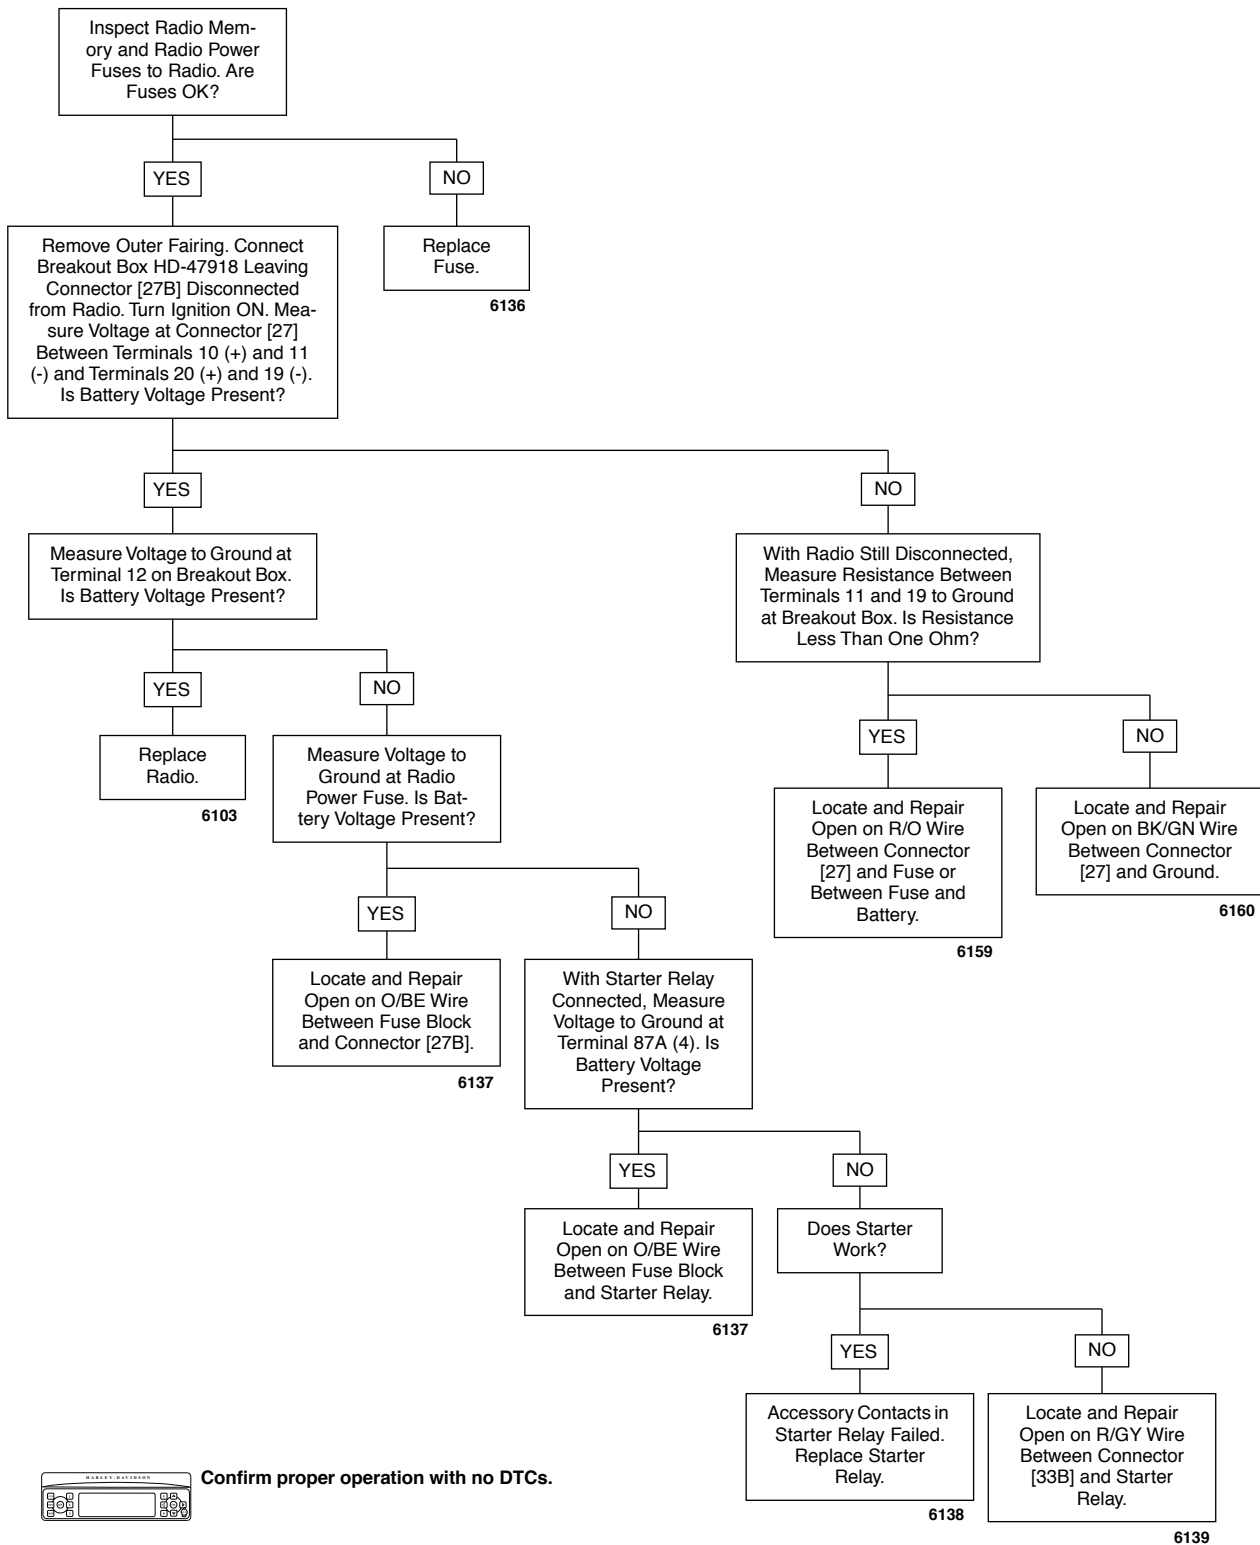 Inspect Radio Mem-
ory and Radio Power
Fuses to Radio. Are
Fuses OK?
YES
NO
Remove Outer Fairing. Connect
Breakout Box HD-47918 Leaving
Connector [27B] Disconnected
from Radio. Turn Ignition ON. Mea-
sure Voltage at Connector [27]
Between Terminals 10 (+) and 11
(-) and Terminals 20 (+) and 19 (-).
Is Battery Voltage Present?
Replace
Fuse.
6136
YES
NO
Measure Voltage to Ground at
Terminal 12 on Breakout Box.
Is Battery Voltage Present?
With Radio Still Disconnected,
Measure Resistance Between
Terminals 11 and 19 to Ground
at Breakout Box. Is Resistance
Less Than One Ohm?
YES
NO
YES
NO
Replace
Radio.
6103
Measure Voltage to
Ground at Radio
Power Fuse. Is Bat-
tery Voltage Present?
Locate and Repair
Open on R/O Wire
Between Connector
[27] and Fuse or
Between Fuse and
Battery.
6159
Locate and Repair
Open on BK/GN Wire
Between Connector
[27] and Ground.
6160
YES
NO
Locate and Repair
Open on O/BE Wire
Between Fuse Block
and Connector [27B].
6137
With Starter Relay
Connected, Measure
Voltage to Ground at
Terminal 87A (4). Is
Battery Voltage
Present?
YES
NO
Locate and Repair
Open on O/BE Wire
Between Fuse Block
and Starter Relay.
6137
Does Starter
Work?
YES
NO
Accessory Contacts in
Starter Relay Failed.
Replace Starter
Relay.
6138
Locate and Repair
Open on R/GY Wire
Between Connector
[33B] and Starter
Relay.
6139
HARLEY-DAVIDSON
Confirm proper operation with no DTCs.